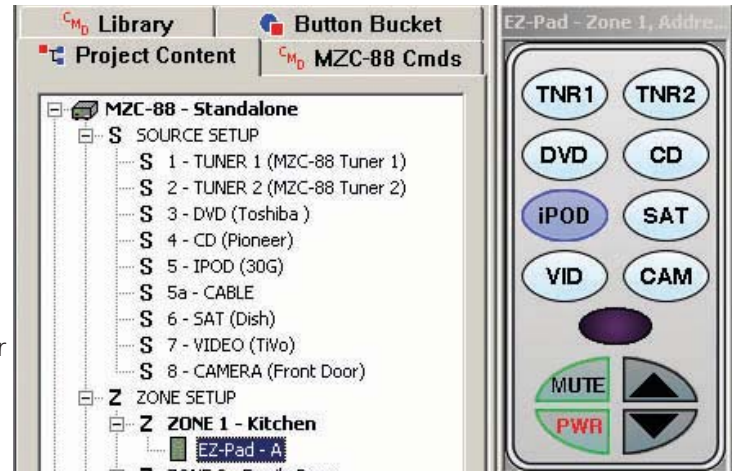 CMD Library
Button Bucket
Project Content
CMD MZC-88 Cmds
MZC-88 - Standalone
S SOURCE SETUP
S 1 - TUNER 1 (MZC-88 Tuner 1)
S 2 - TUNER 2 (MZC-88 Tuner 2)
S 3 - DVD (Toshiba )
S 4 - CD (Pioneer)
S 5 - IPOD (30G)
S 5a - CABLE
S 6 - SAT (Dish)
S 7 - VIDEO (TiVo)
S 8 - CAMERA (Front Door)
Z ZONE SETUP
Z ZONE 1 - Kitchen
EZ-Pad - A
EZ-Pad - Zone 1, Addre...
TNR1 TNR2
DVD CD
iPOD SAT
VID CAM
MUTE
PWR